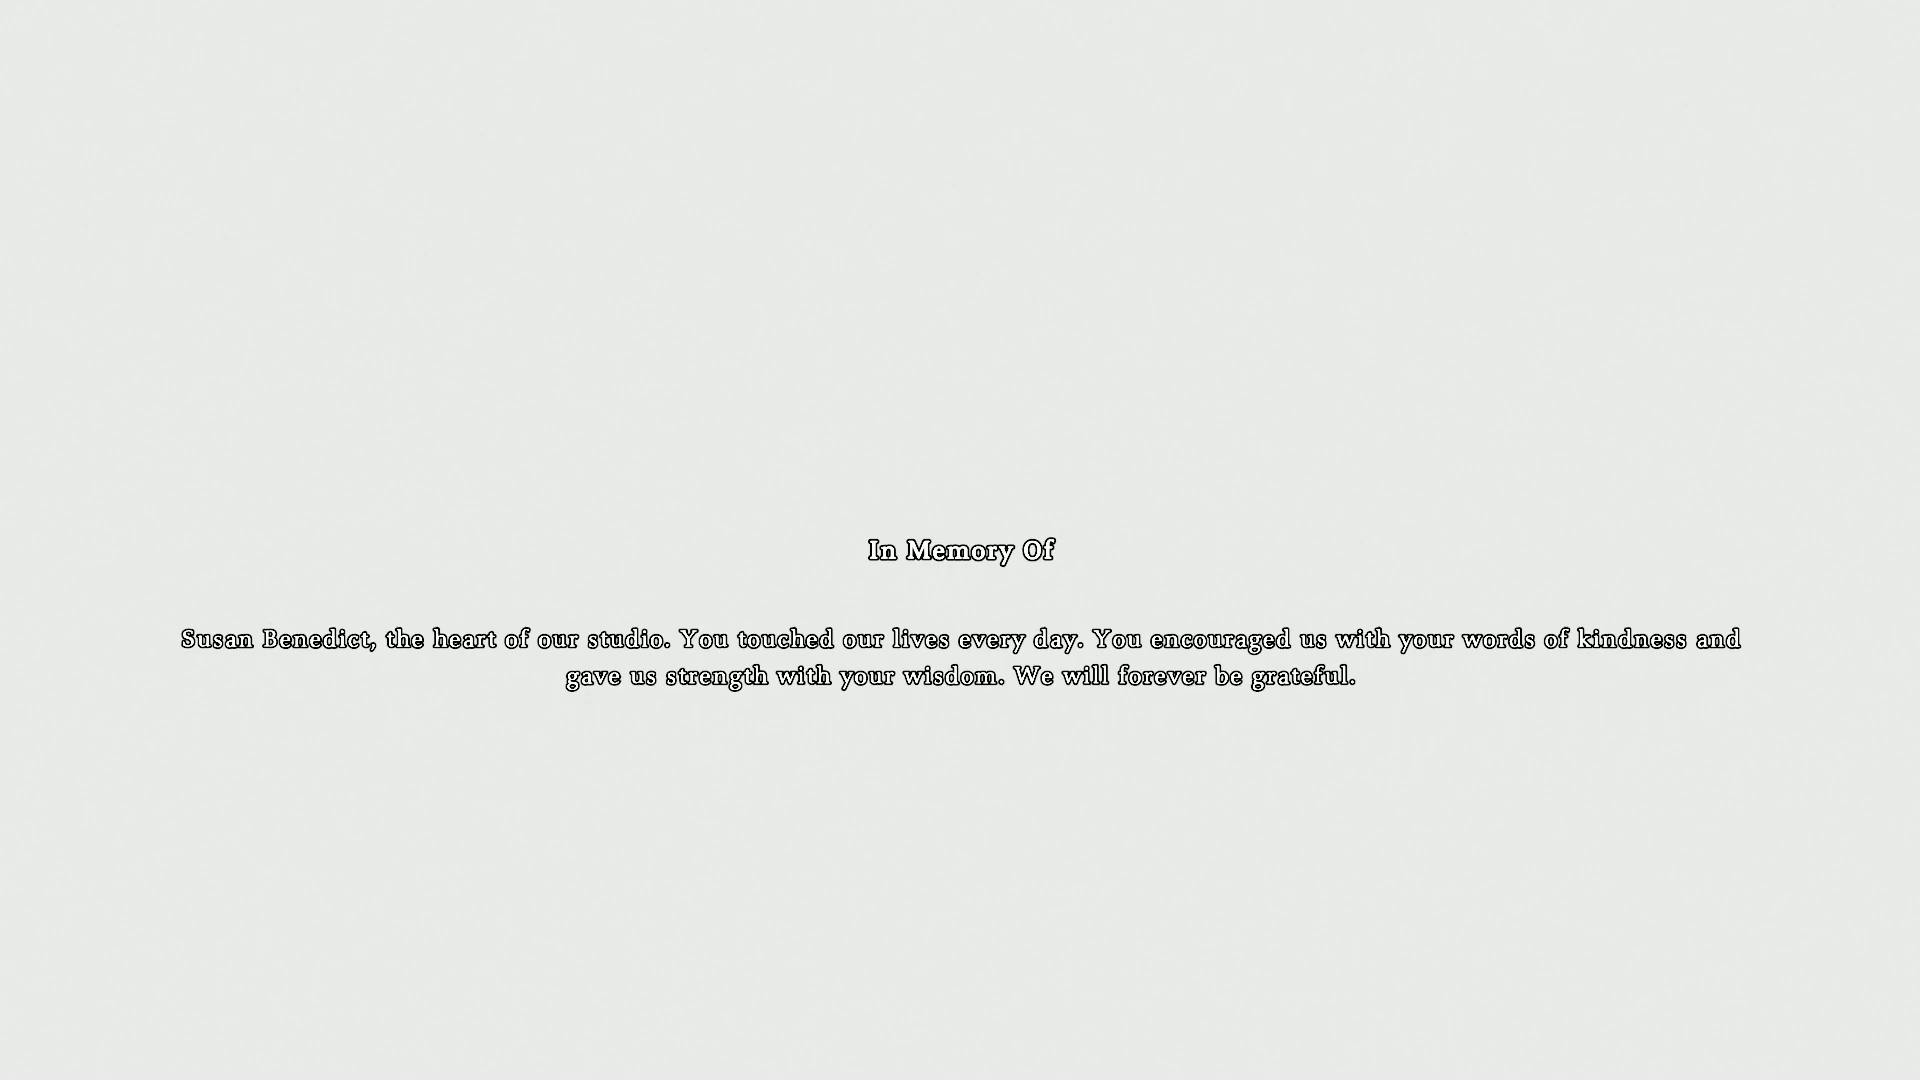 In Memory Of
Susan Benedict, the heart of our studio. You touched our lives every day. You encouraged us with your words of kindness and
gave us strength with your wisdom. We will forever be grateful.